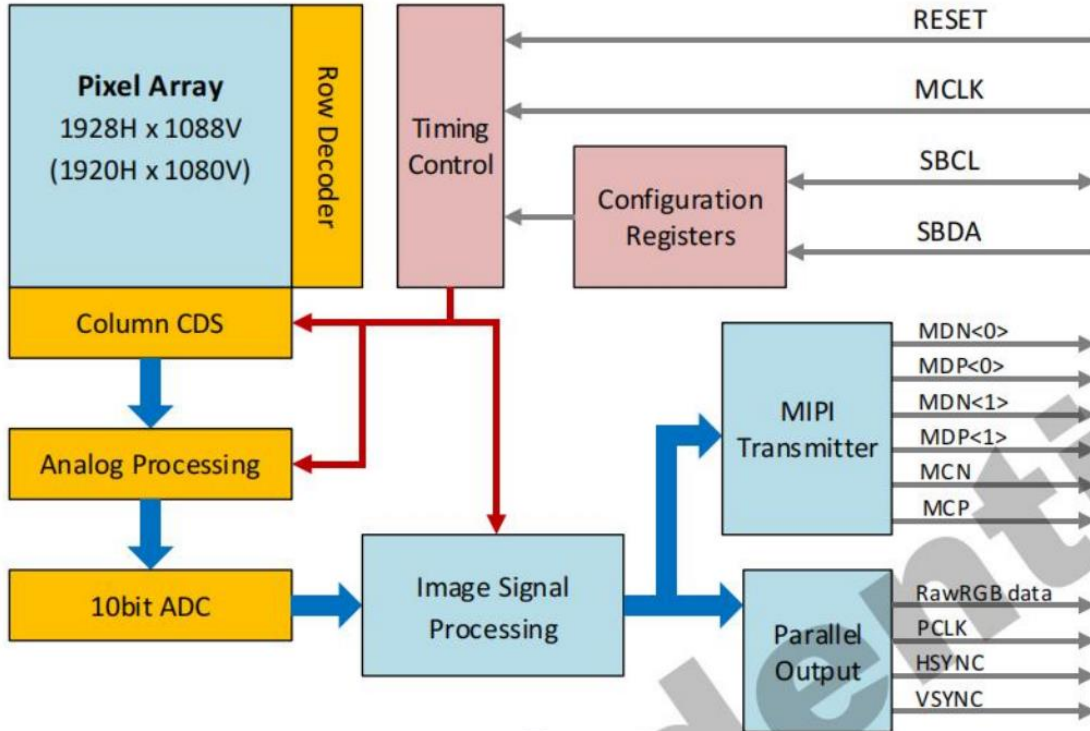 Pixel Array
1928H x 1088V
(1920H x 1080V)
Row Decoder
Timing
Control
RESET
MCLK
SBCL
SBDA
Configuration
Registers
Column CDS
Analog Processing
10bit ADC
Image Signal
Processing
MIPI
Transmitter
MDN<0>
MDP<0>
MDN<1>
MDP<1>
MCN
MCP
Parallel
Output
RawRGB data
PCLK
HSYNC
VSYNC
denti